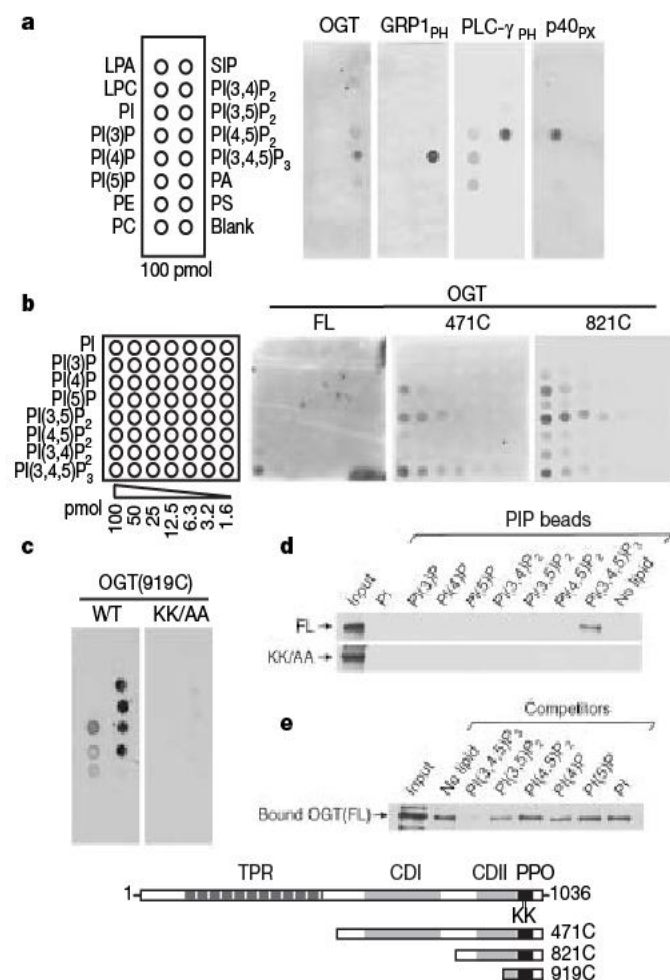 a
OGT GRP1PH PLC-γ PH p40PX
LPA SIP
LPC PI(3,4)P2
PI PI(3,5)P2
PI(3)P PI(4,5)P2
PI(4)P PI(3,4,5)P3
PI(5)P PA
PE PS
PC Blank
100 pmol
b
OGT
FL 471C 821C
PI
PI(3)P
PI(4)P
PI(5)P
PI(3,5)P2
PI(4,5)P2
PI(3,4)P2
PI(3,4,5)P3
pmol 100 50 25 12.5 6.3 3.2 1.6
c
OGT(919C)
WT KK/AA
d
PIP beads
Input PI PI(3)P PI(4)P PI(5)P PI(3,4)P2 PI(3,5)P2 PI(4,5)P2 PI(3,4,5)P3 No lipid
FL
KK/AA
e
Competitors
Input No lipid PI(3,4,5)P3 PI(3,5)P2 PI(4,5)P2 PI(4)P PI(5)P PI
Bound OGT(FL)
TPR CDI CDII PPO
1 1036
KK
471C
821C
919C